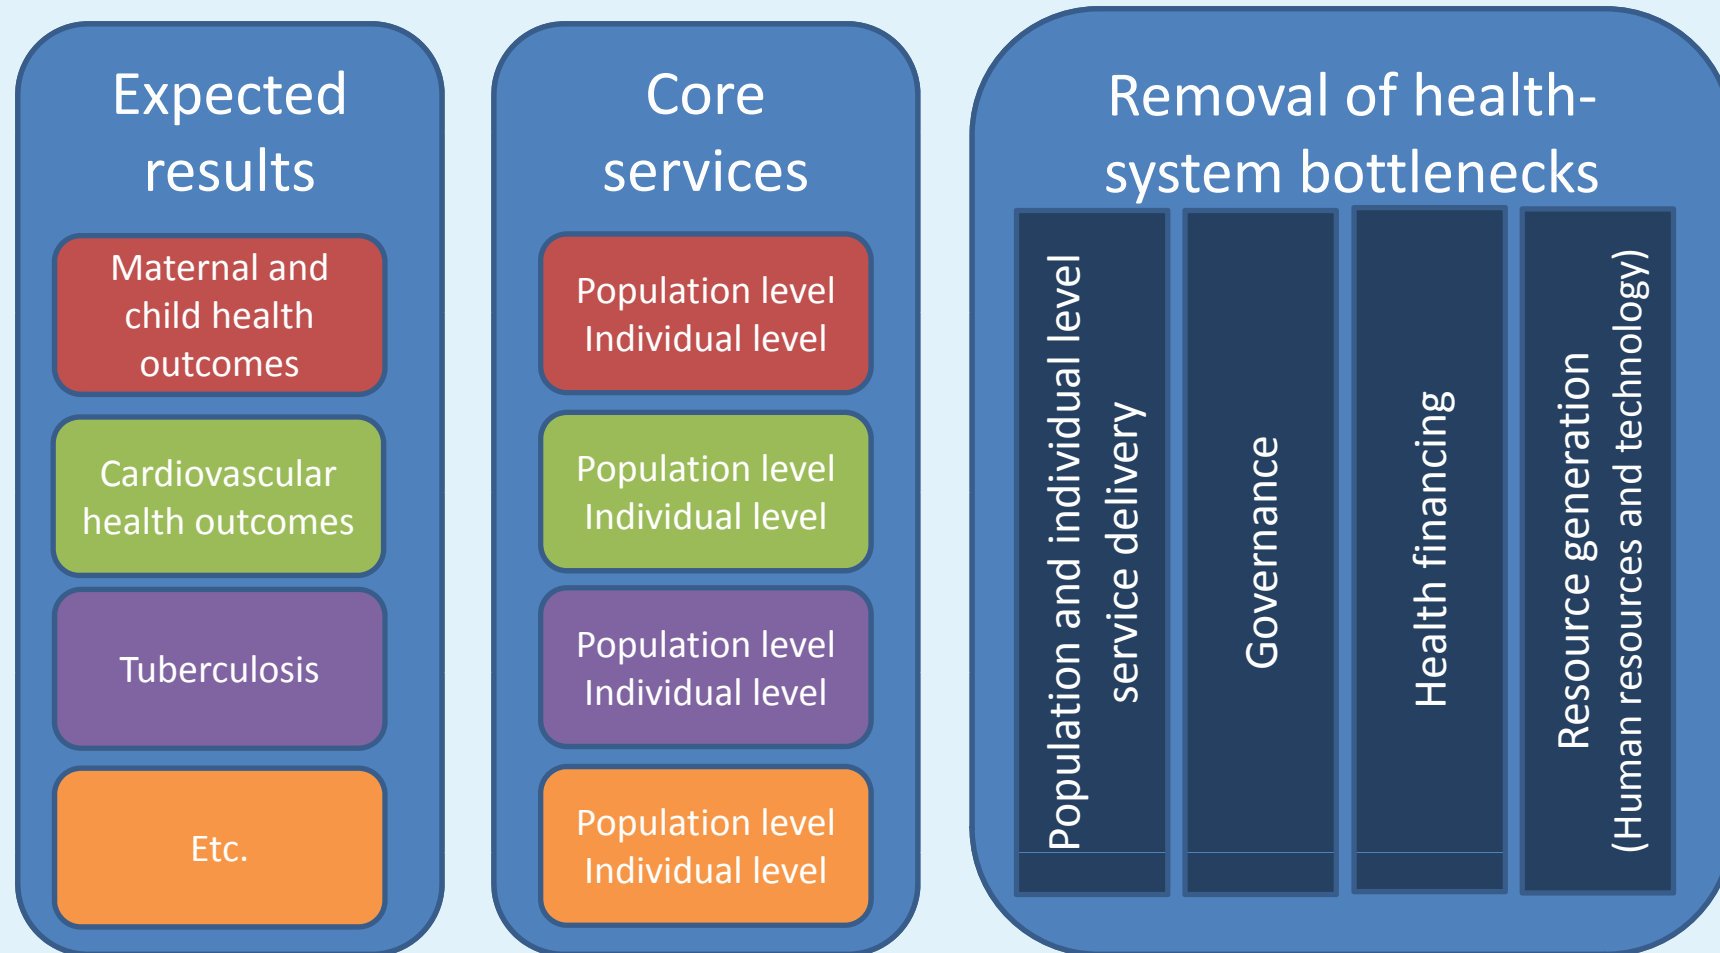 Expected
results
Maternal and
child health
outcomes
Cardiovascular
health outcomes
Tuberculosis
Etc.
Core
services
Population level
Individual level
Population level
Individual level
Population level
Individual level
Population level
Individual level
Removal of health-
system bottlenecks
Population and individual level
service delivery
Governance
Health financing
Resource generation
(Human resources and technology)